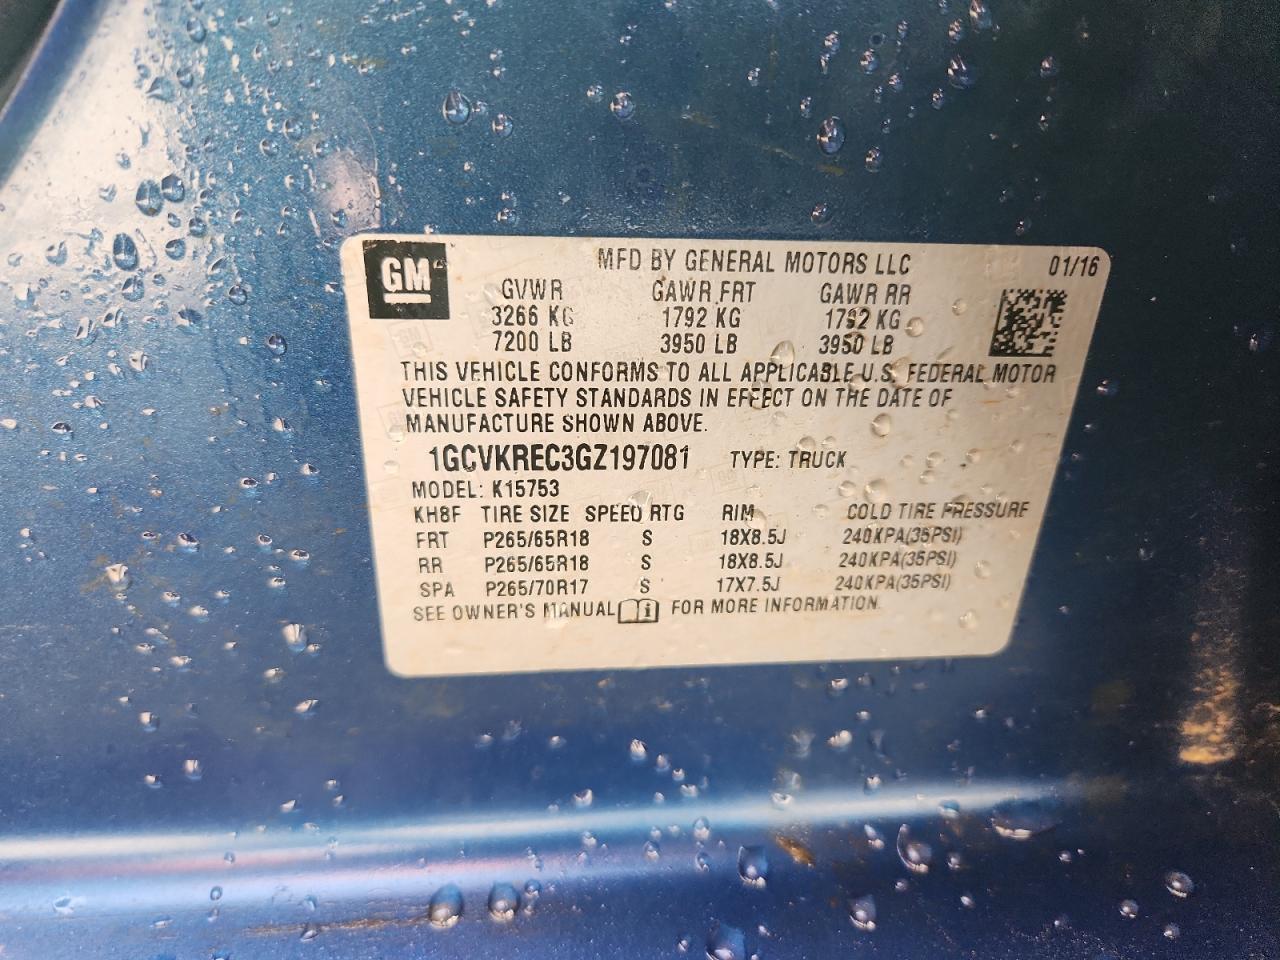 GM
MFD BY GENERAL MOTORS LLC 01/16
GVWR GAWR FRT GAWR RR
3266 KG 1792 KG 1792 KG
7200 LB 3950 LB 3950 LB
THIS VEHICLE CONFORMS TO ALL APPLICABLE U.S. FEDERAL MOTOR
VEHICLE SAFETY STANDARDS IN EFFECT ON THE DATE OF
MANUFACTURE SHOWN ABOVE.
1GCVKREC3GZ197081 TYPE: TRUCK
MODEL: K15753
KH8F TIRE SIZE SPEED RTG RIM COLD TIRE PRESSURE
FRT P265/65R18 S 18X8.5J 240KPA(35PSI)
RR P265/65R18 S 18X8.5J 240KPA(35PSI)
SPA P265/70R17 S 17X7.5J 240KPA(35PSI)
SEE OWNER'S MANUAL i FOR MORE INFORMATION.